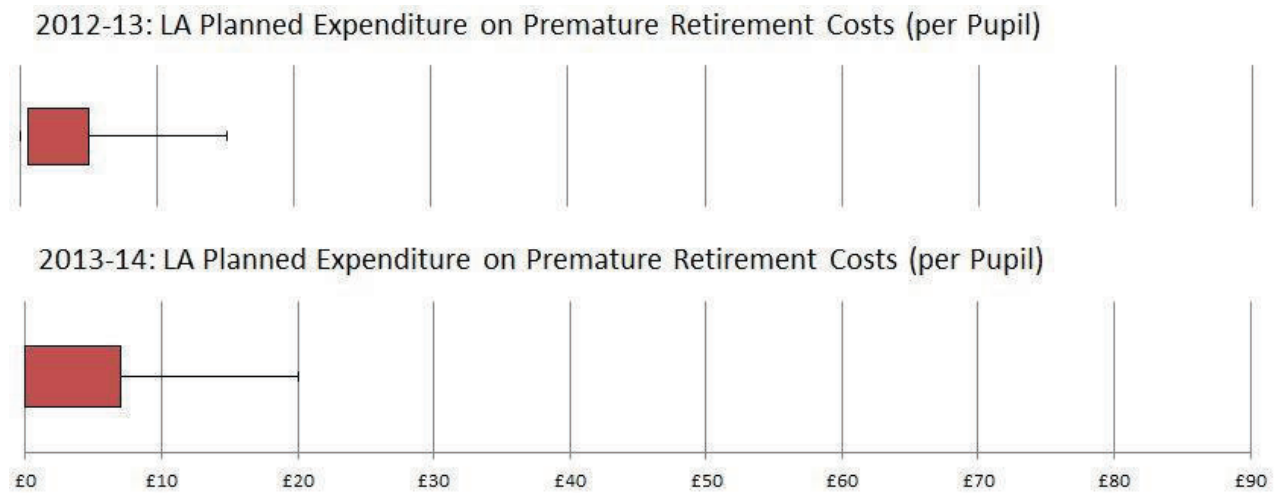 2012-13: LA Planned Expenditure on Premature Retirement Costs (per Pupil)
2013-14: LA Planned Expenditure on Premature Retirement Costs (per Pupil)
£0 £10 £20 £30 £40 £50 £60 £70 £80 £90